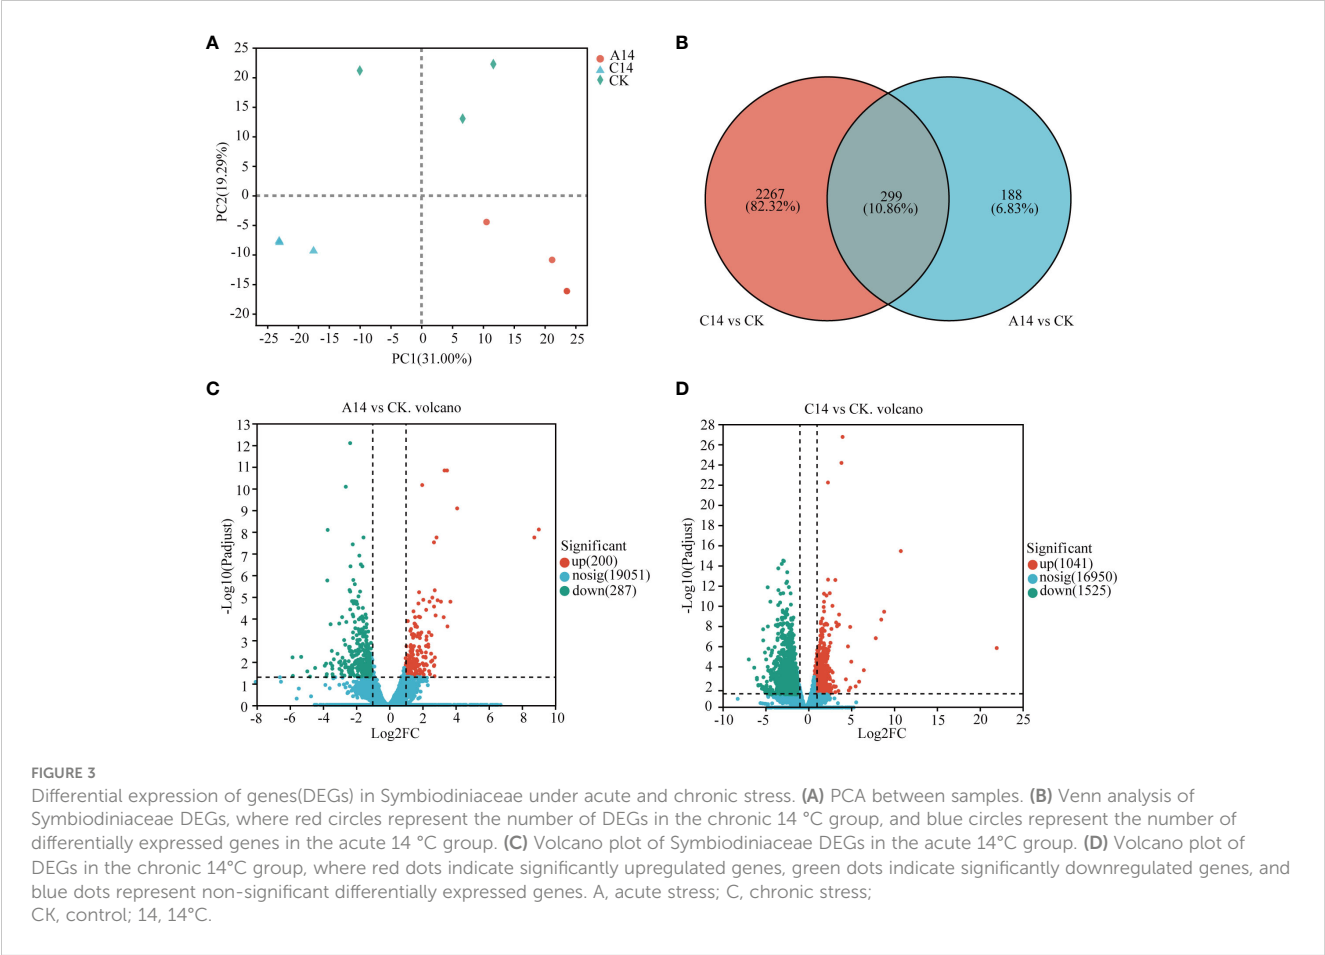 A
25
20
15
10
5
0
-5
-10
-15
-20
PC2(19.29%)
-25 -20 -15 -10 -5 0 5 10 15 20 25
PC1(31.00%)
A14
C14
CK
B
2267
(82.32%)
299
(10.86%)
188
(6.83%)
C14 vs CK
A14 vs CK
C
A14 vs CK. volcano
13
12
11
10
9
8
7
6
5
4
3
2
1
0
-Log10(Padjust)
-8 -6 -4 -2 0 2 4 6 8 10
Log2FC
Significant
up(200)
nosig(19051)
down(287)
D
C14 vs CK. volcano
28
26
24
22
20
18
16
14
12
10
8
6
4
2
0
-Log10(Padjust)
-10 -5 0 5 10 15 20 25
Log2FC
Significant
up(1041)
nosig(16950)
down(1525)
FIGURE 3
Differential expression of genes(DEGs) in Symbiodiniaceae under acute and chronic stress. (A) PCA between samples. (B) Venn analysis of
Symbiodiniaceae DEGs, where red circles represent the number of DEGs in the chronic 14 °C group, and blue circles represent the number of
differentially expressed genes in the acute 14 °C group. (C) Volcano plot of Symbiodiniaceae DEGs in the acute 14°C group. (D) Volcano plot of
DEGs in the chronic 14°C group, where red dots indicate significantly upregulated genes, green dots indicate significantly downregulated genes, and
blue dots represent non-significant differentially expressed genes. A, acute stress; C, chronic stress;
CK, control; 14, 14°C.